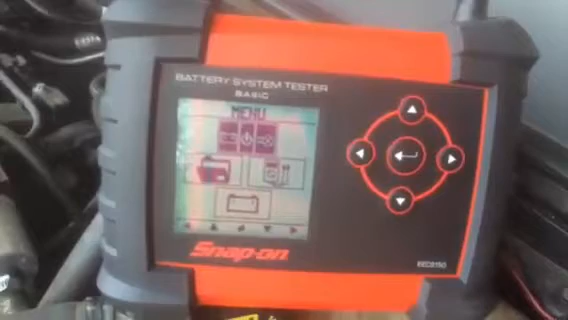 BATTERY SYSTEM TESTER
BASIC
MENU
Snap-on